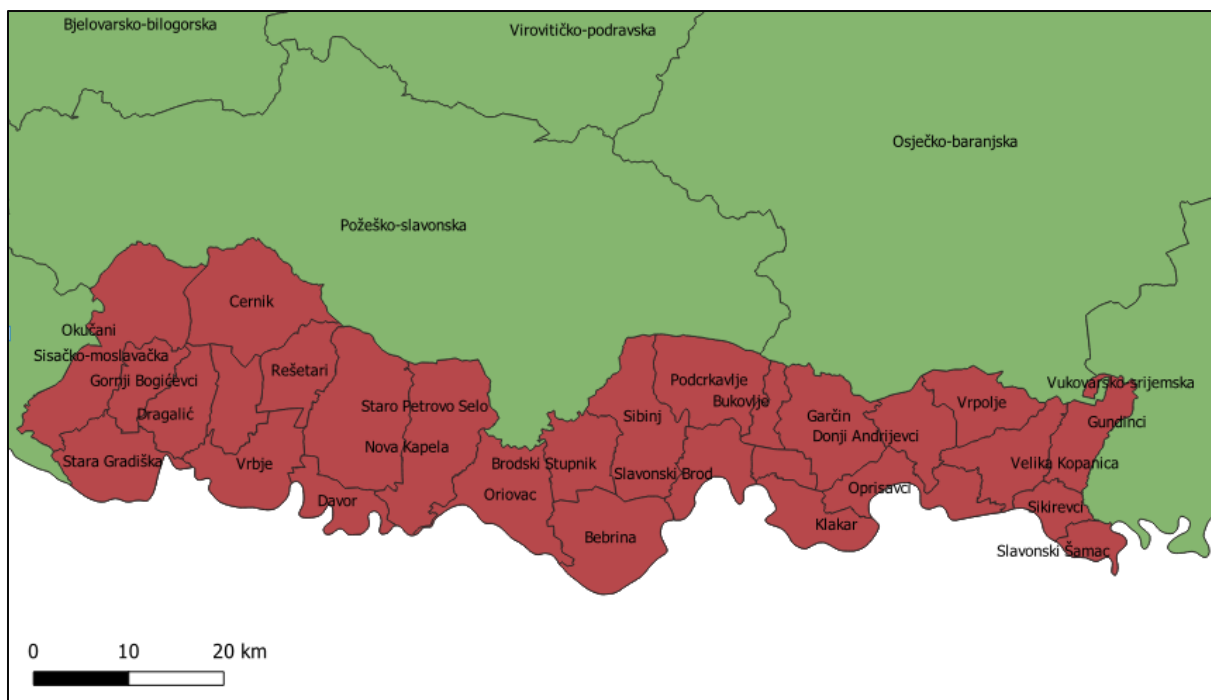 Bjelovarsko-bilogorska
Virovitičko-podravska
Osječko-baranjska
Požeško-slavonska
Cernik
Okučani
Sisačko-moslavačka
Rešetari
Gornji Bogićevci
Podcrkavlje
Vukovarsko-srijemska
Bukovlje
Staro Petrovo Selo
Vrpolje
Dragalić
Sibinj
Garčin
Gundinci
Donji Andrijevci
Nova Kapela
Stara Gradiška
Vrbje
Brodski Stupnik
Velika Kopanica
Slavonski Brod
Oriovac
Oprisavci
Davor
Sikirevci
Klakar
Bebrina
Slavonski Šamac
0 10 20 km